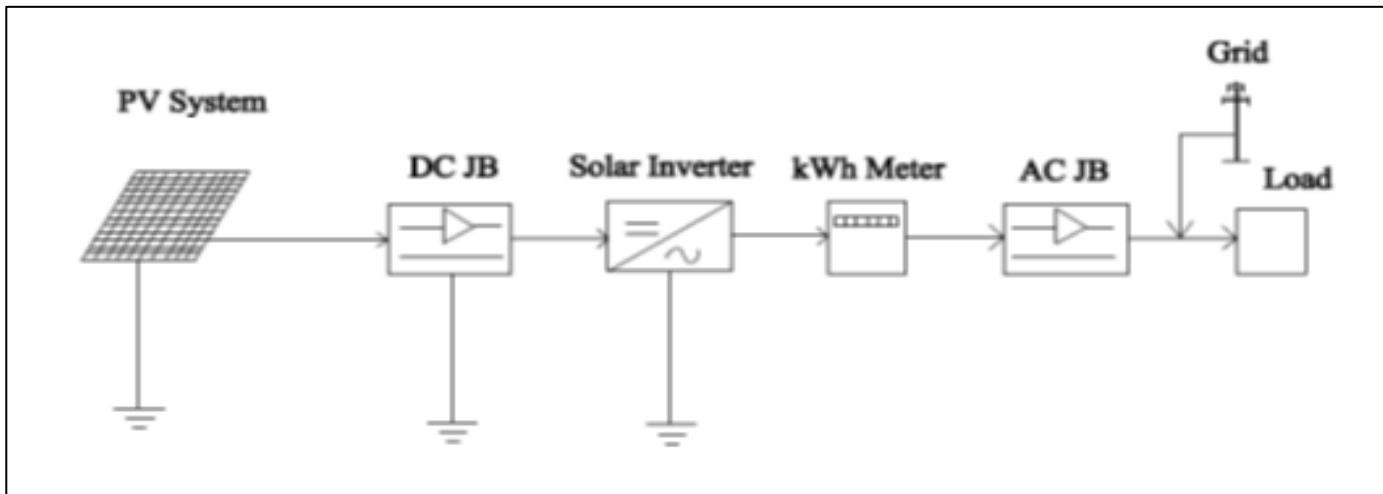 Grid
PV System
DC JB
Solar Inverter
kWh Meter
AC JB
Load